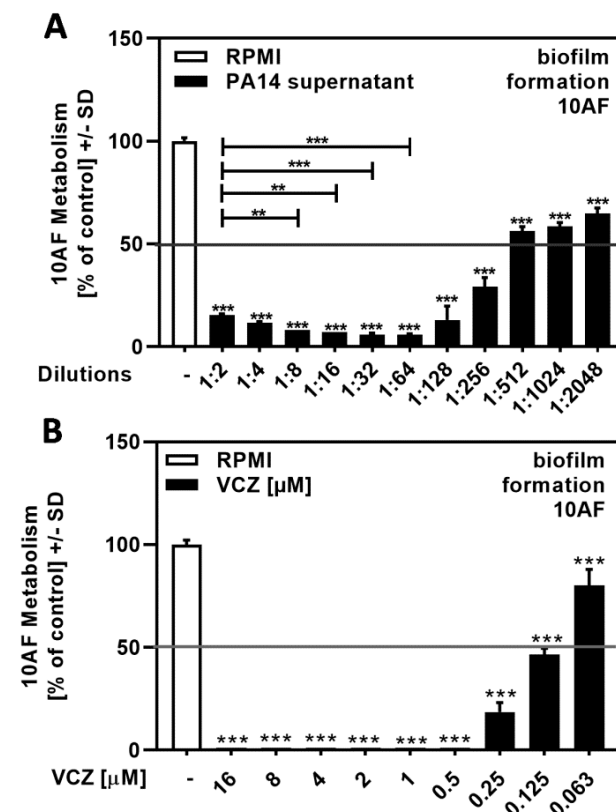 A
150
100
50
0
10AF Metabolism
[% of control] +/- SD
RPMI
PA14 supernatant
biofilm
formation
10AF
***
***
**
**
*** *** *** *** *** *** *** *** *** *** ***
Dilutions - 1:2 1:4 1:8 1:16 1:32 1:64 1:128 1:256 1:512 1:1024 1:2048
B
150
100
50
0
10AF Metabolism
[% of control] +/- SD
RPMI
VCZ [µM]
biofilm
formation
10AF
*** *** *** *** *** *** *** *** ***
VCZ [µM] - 16 8 4 2 1 0.5 0.25 0.125 0.063